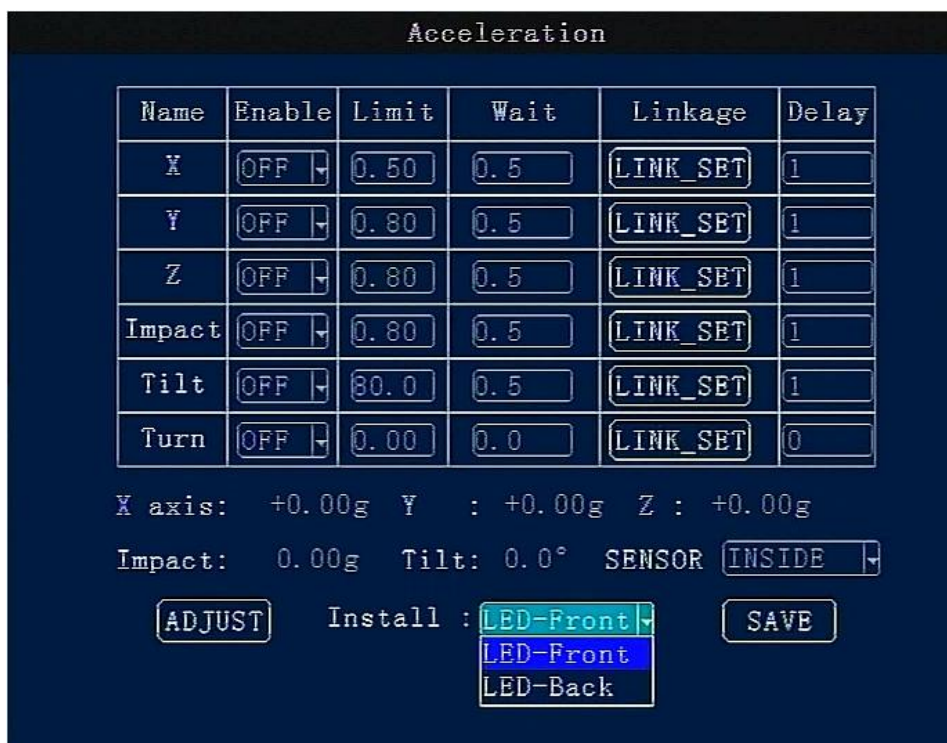 Acceleration
Name Enable Limit Wait Linkage Delay
X OFF 0.50 0.5 LINK_SET 1
Y OFF 0.80 0.5 LINK_SET 1
Z OFF 0.80 0.5 LINK_SET 1
Impact OFF 0.80 0.5 LINK_SET 1
Tilt OFF 80.0 0.5 LINK_SET 1
Turn OFF 0.00 0.0 LINK_SET 0
X axis: +0.00g Y : +0.00g Z : +0.00g
Impact: 0.00g Tilt: 0.0° SENSOR INSIDE
ADJUST Install : LED-Front SAVE
LED-Front
LED-Back